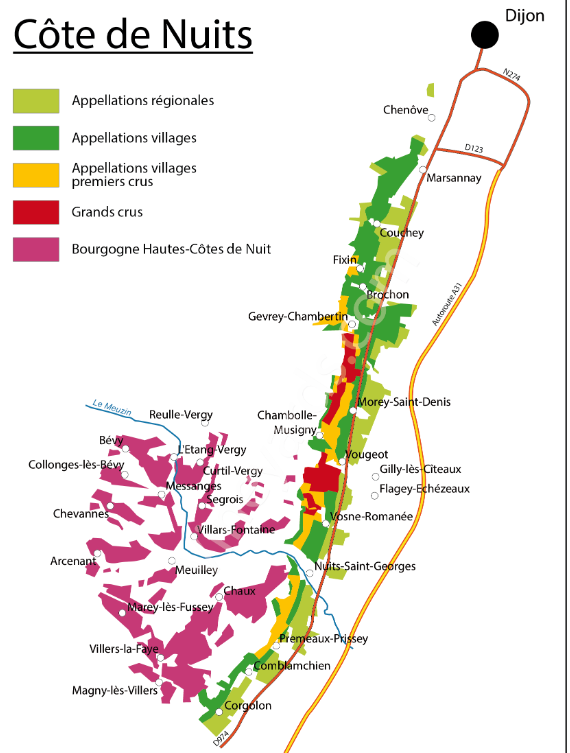 Côte de Nuits
Dijon
N274
Appellations régionales
Chenôve
Appellations villages
D123
Appellations villages
premiers crus
Marsannay
Grands crus
Couchey
Bourgogne Hautes-Côtes de Nuit
Fixin
Brochon
Autoroute A31
Gevrey-Chambertin
Le Meuzin
Reulle-Vergy
Morey-Saint-Denis
Chambolle-
Musigny
Bévy
L'Etang-Vergy
Vougeot
Collonges-lès-Bévy
Curtil-Vergy
Gilly-lès-Citeaux
Messanges
Flagey-Echézeaux
Segrois
Chevannes
Vosne-Romanée
Villars-Fontaine
Arcenant
Meuilley
Nuits-Saint-Georges
Chaux
Marey-lès-Fussey
Premeaux-Prissey
Villers-la-Faye
Comblamchien
Magny-lès-Villers
Corgolon
D974